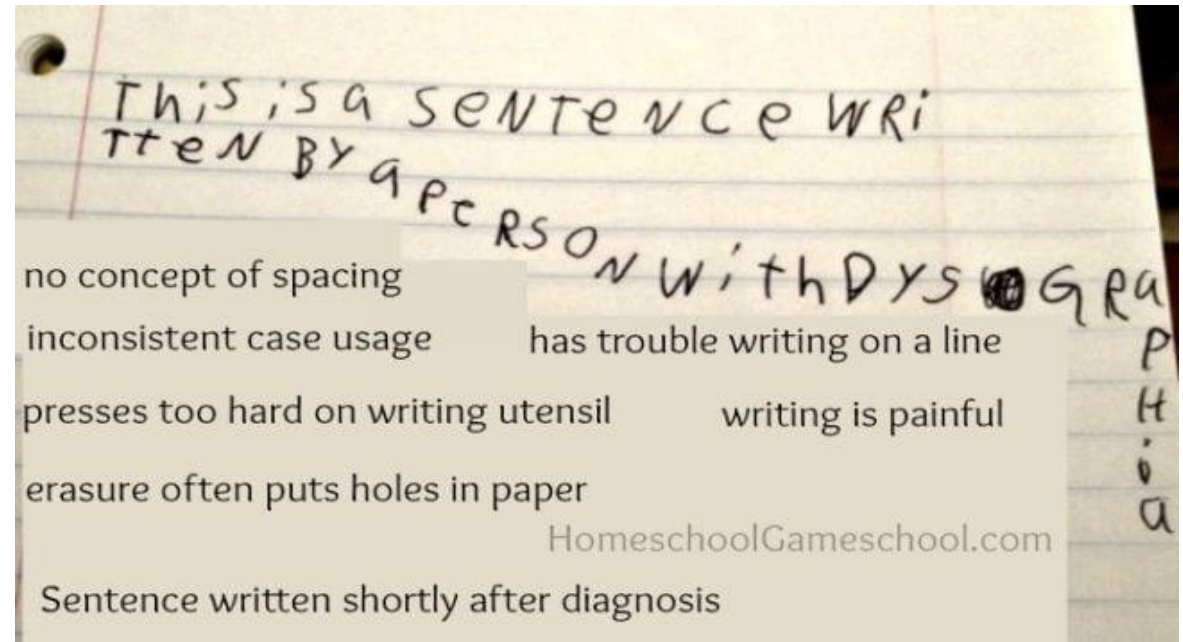 ThiS iS a SeNTeNce WRi
TteN BY a PeRSON WithDYS GRa
P
H
i
a
no concept of spacing
inconsistent case usage has trouble writing on a line
presses too hard on writing utensil writing is painful
erasure often puts holes in paper
HomeschoolGameschool.com
Sentence written shortly after diagnosis